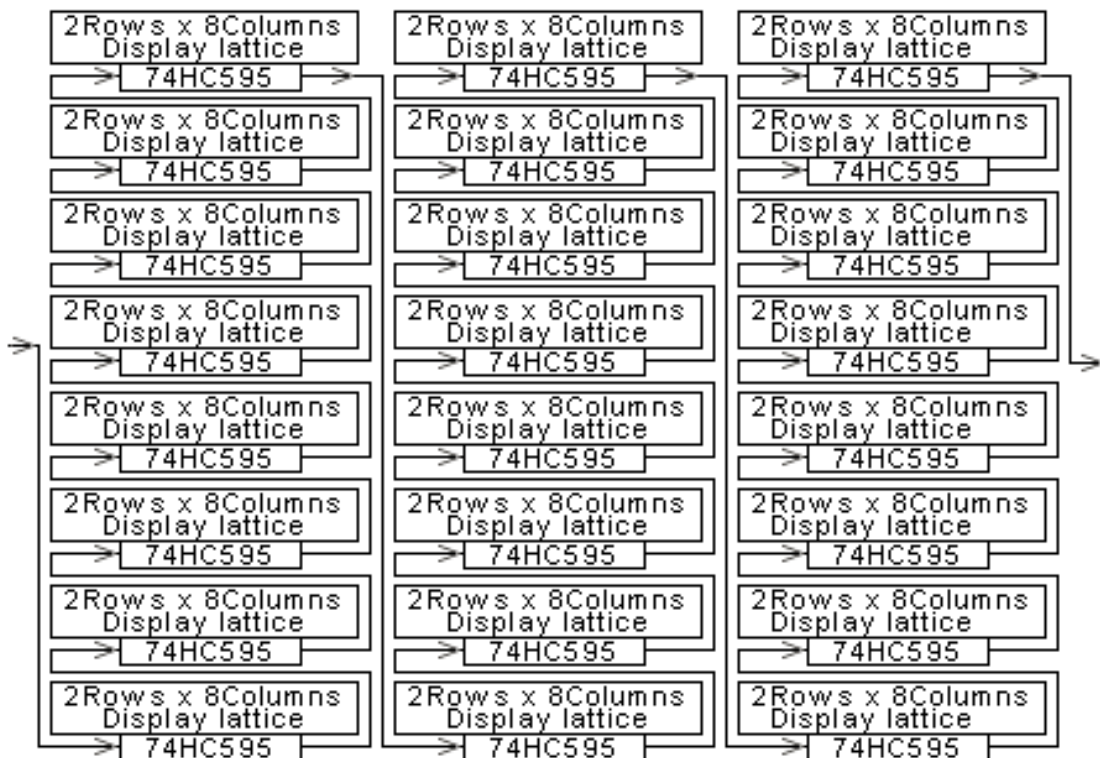 2Rows x 8Columns 2Rows x 8Columns 2Rows x 8Columns
Display lattice Display lattice Display lattice
74HC595 74HC595 74HC595
2Rows x 8Columns 2Rows x 8Columns 2Rows x 8Columns
Display lattice Display lattice Display lattice
74HC595 74HC595 74HC595
2Rows x 8Columns 2Rows x 8Columns 2Rows x 8Columns
Display lattice Display lattice Display lattice
74HC595 74HC595 74HC595
2Rows x 8Columns 2Rows x 8Columns 2Rows x 8Columns
Display lattice Display lattice Display lattice
74HC595 74HC595 74HC595
2Rows x 8Columns 2Rows x 8Columns 2Rows x 8Columns
Display lattice Display lattice Display lattice
74HC595 74HC595 74HC595
2Rows x 8Columns 2Rows x 8Columns 2Rows x 8Columns
Display lattice Display lattice Display lattice
74HC595 74HC595 74HC595
2Rows x 8Columns 2Rows x 8Columns 2Rows x 8Columns
Display lattice Display lattice Display lattice
74HC595 74HC595 74HC595
2Rows x 8Columns 2Rows x 8Columns 2Rows x 8Columns
Display lattice Display lattice Display lattice
74HC595 74HC595 74HC595